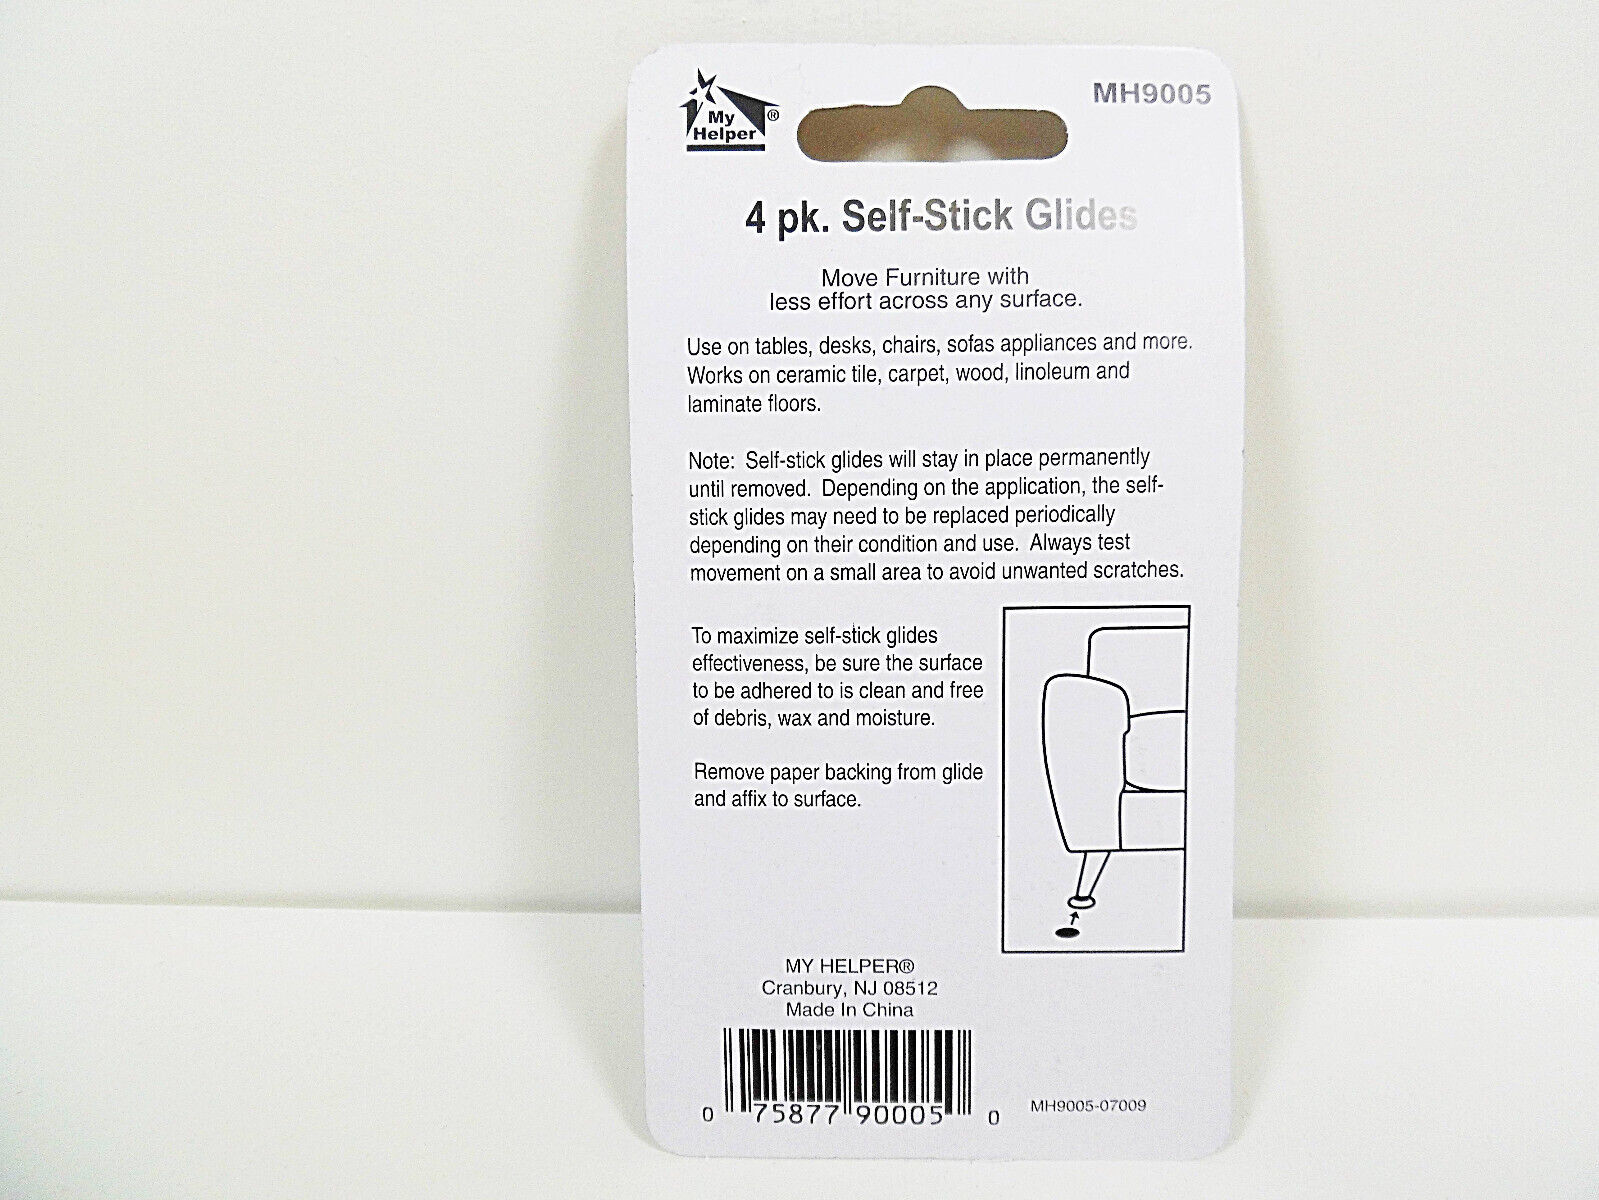 My
Helper®
MH9005
4 pk. Self-Stick Glides
Move Furniture with
less effort across any surface.
Use on tables, desks, chairs, sofas appliances and more.
Works on ceramic tile, carpet, wood, linoleum and
laminate floors.
Note: Self-stick glides will stay in place permanently
until removed. Depending on the application, the self-
stick glides may need to be replaced periodically
depending on their condition and use. Always test
movement on a small area to avoid unwanted scratches.
To maximize self-stick glides
effectiveness, be sure the surface
to be adhered to is clean and free
of debris, wax and moisture.
Remove paper backing from glide
and affix to surface.
MY HELPER®
Cranbury, NJ 08512
Made In China
0 75877 90005 0
MH9005-07009